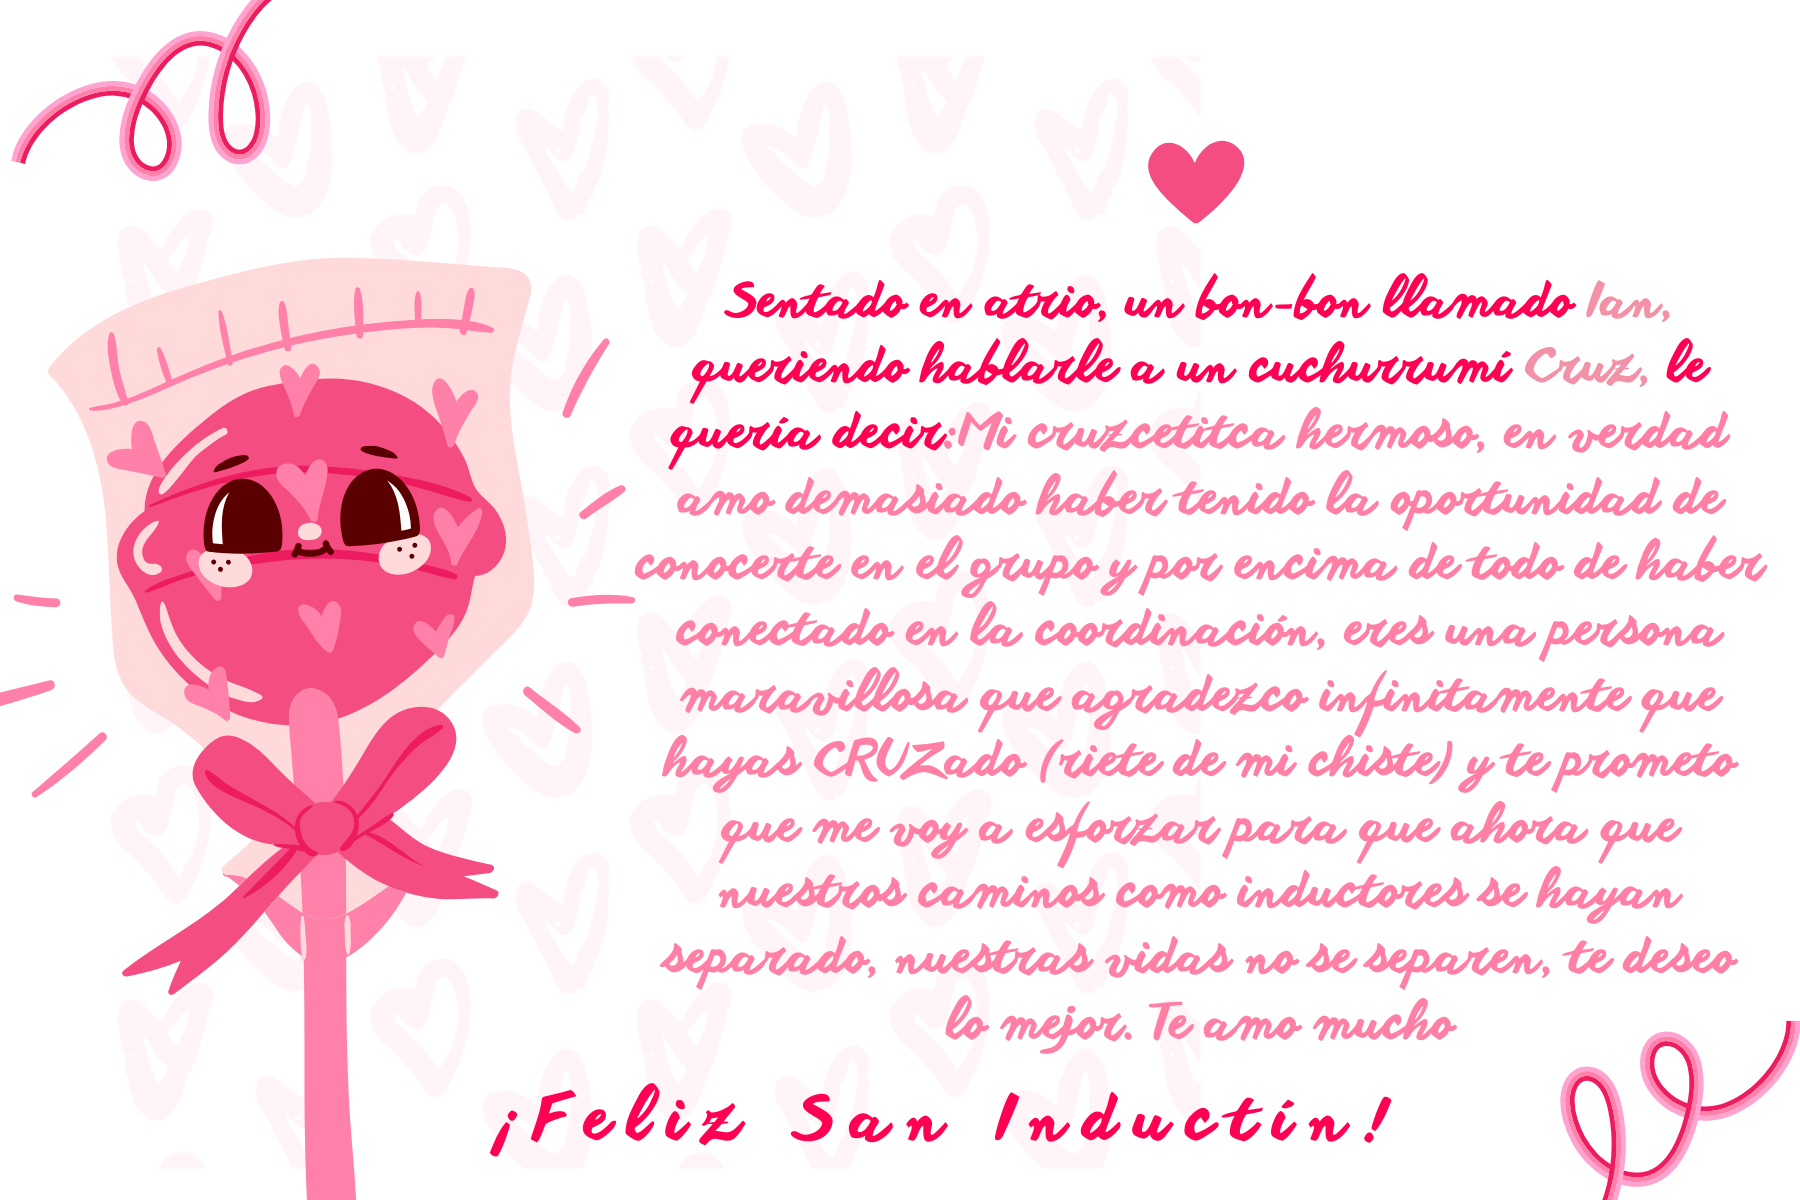 Sentado en atrio, un bon-bon llamado Ian,
queriendo hablarle a un cuchurrumí Cruz, le
quería decir:Mi cruzcetitca hermoso, en verdad
amo demasiado haber tenido la oportunidad de
conocerte en el grupo y por encima de todo de haber
conectado en la coordinación, eres una persona
maravillosa que agradezco infinitamente que
hayas CRUZado (riete de mi chiste) y te prometo
que me voy a esforzar para que ahora que
nuestros caminos como inductores se hayan
separado, nuestras vidas no se separen, te deseo
lo mejor. Te amo mucho
¡Feliz San Inductín!